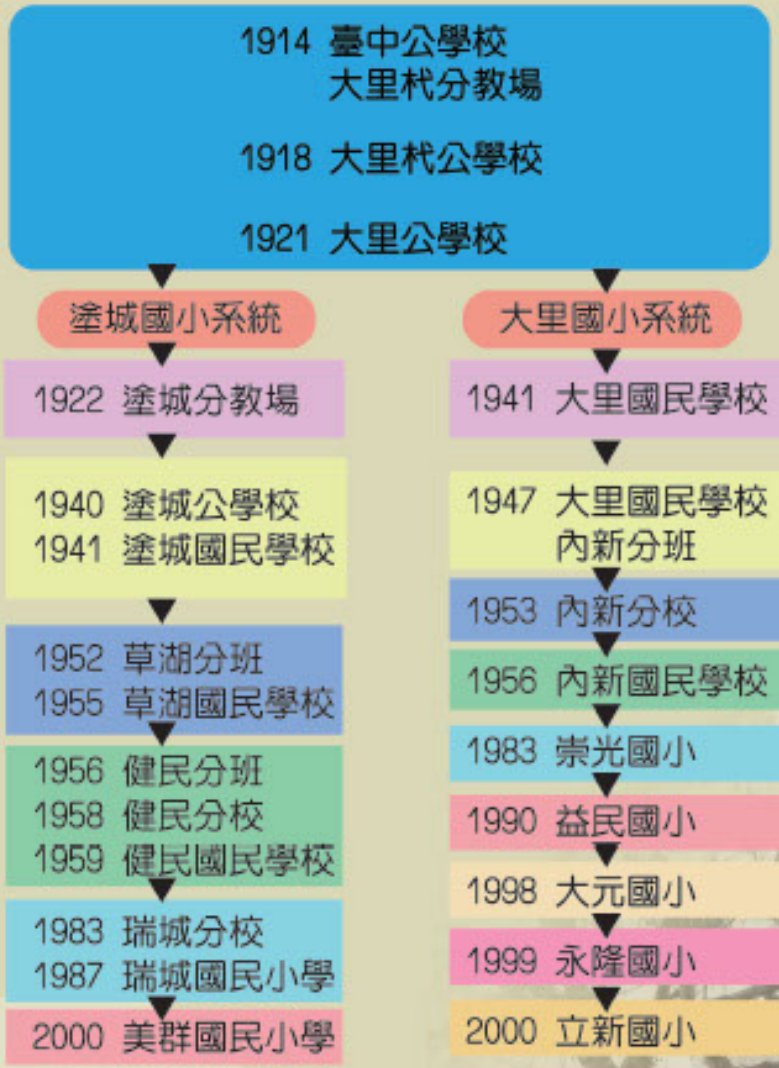 1914 臺中公學校
大里杙分教場
1918 大里杙公學校
1921 大里公學校
塗城國小系統
1922 塗城分教場
1940 塗城公學校
1941 塗城國民學校
1952 草湖分班
1955 草湖國民學校
1956 健民分班
1958 健民分校
1959 健民國民學校
1983 瑞城分校
1987 瑞城國民小學
2000 美群國民小學
大里國小系統
1941 大里國民學校
1947 大里國民學校
內新分班
1953 內新分校
1956 內新國民學校
1983 崇光國小
1990 益民國小
1998 大元國小
1999 永隆國小
2000 立新國小